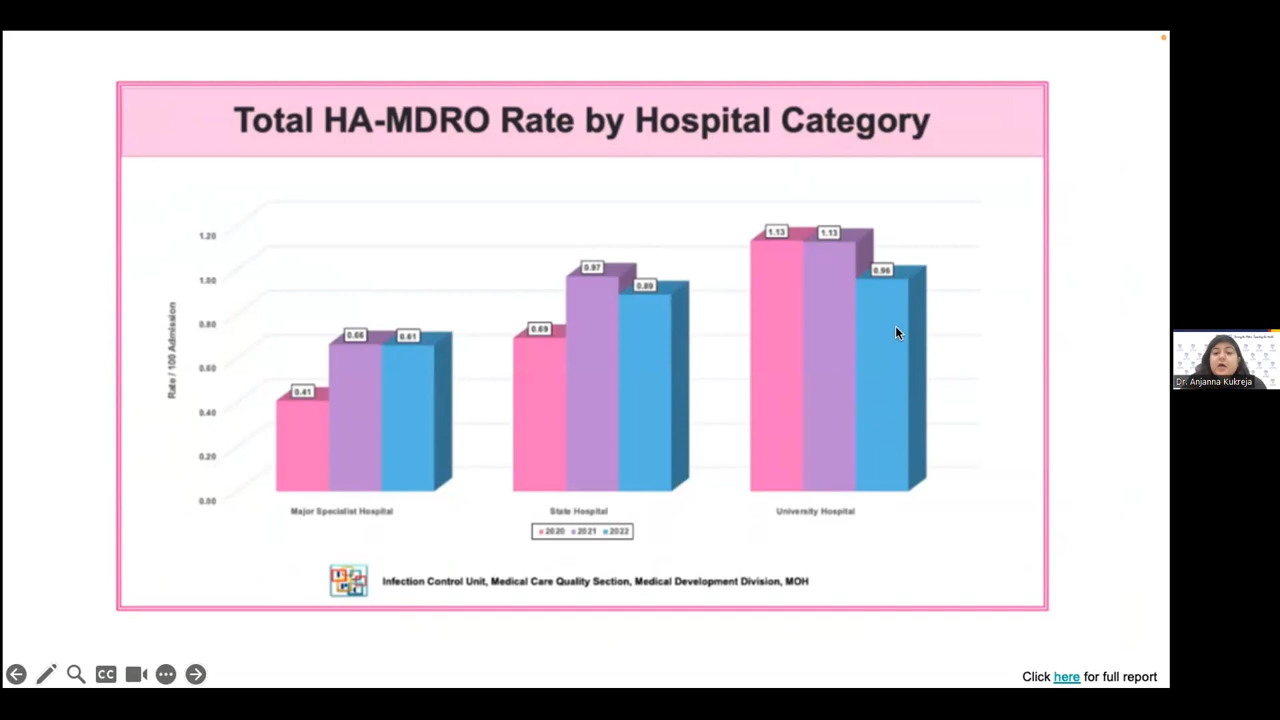 Total HA-MDRO Rate by Hospital Category
1.20
1.00
0.80
0.60
0.40
0.20
0.00
Rate / 100 Admission
0.41
0.66
0.61
0.69
0.97
0.89
1.13
1.13
0.96
Major Specialist Hospital
State Hospital
University Hospital
2020 2021 2022
Infection Control Unit, Medical Care Quality Section, Medical Development Division, MOH
CC
Click here for full report
Dr. Anjanna Kukreja